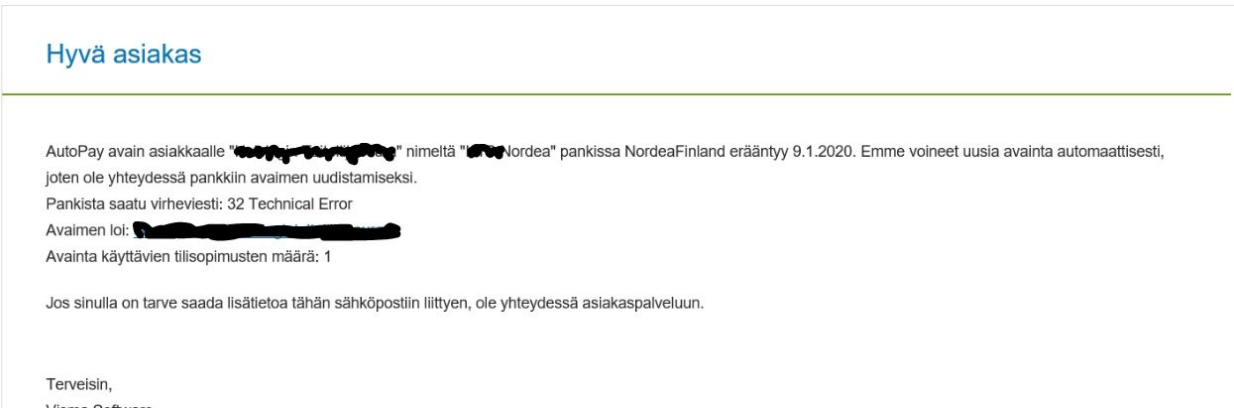 Hyvä asiakas
AutoPay avain asiakkaalle "" nimeltä "Nordea" pankissa NordeaFinland erääntyy 9.1.2020. Emme voineet uusia avainta automaattisesti,
joten ole yhteydessä pankkiin avaimen uudistamiseksi.
Pankista saatu virheviesti: 32 Technical Error
Avaimen loi:
Avainta käyttävien tilisopimusten määrä: 1
Jos sinulla on tarve saada lisätietoa tähän sähköpostiin liittyen, ole yhteydessä asiakaspalveluun.
Terveisin,
Visma Software